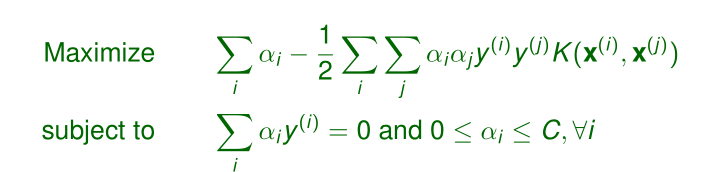 Maximize ∑_i α_i − 1/2 ∑_i ∑_j α_i α_j y^(i) y^(j) K(𝐱^(i), 𝐱^(j))
subject to ∑_i α_i y^(i) = 0 and 0 ≤ α_i ≤ C, ∀i